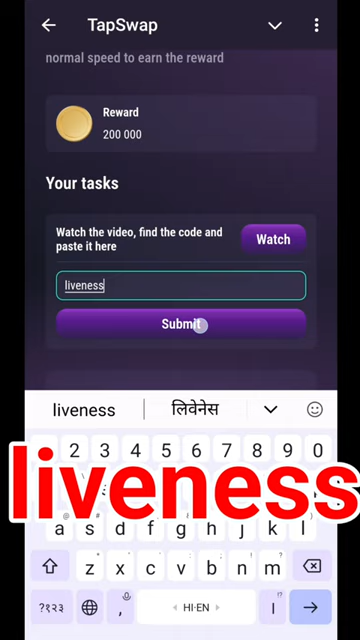 TapSwap
normal speed to earn the reward
Reward
200 000
Your tasks
Watch the video, find the code and
paste it here
Watch
liveness
Submit
liveness
लिवेनेस
2 3 4 5 6 7 8 9 0
liveness
a s d f g h j k l
z x c v b n m
?१२३ , HI·EN